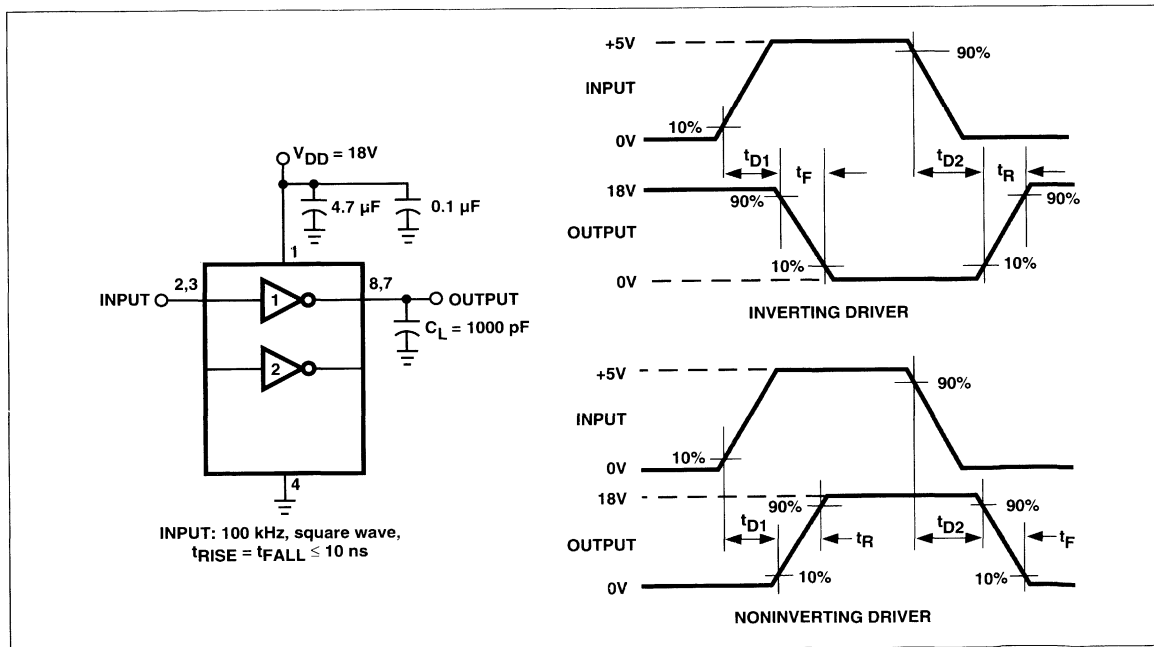 V_DD = 18V
4.7 µF
0.1 µF
1
INPUT
2,3
1
8,7
OUTPUT
C_L = 1000 pF
2
4
INPUT: 100 kHz, square wave,
t_RISE = t_FALL ≤ 10 ns
+5V
INPUT
90%
10%
0V
t_D1
t_F
t_D2
t_R
18V
90%
90%
OUTPUT
10%
10%
0V
INVERTING DRIVER
+5V
90%
INPUT
10%
0V
18V
90%
90%
t_D1
t_R
t_D2
t_F
OUTPUT
10%
10%
0V
NONINVERTING DRIVER